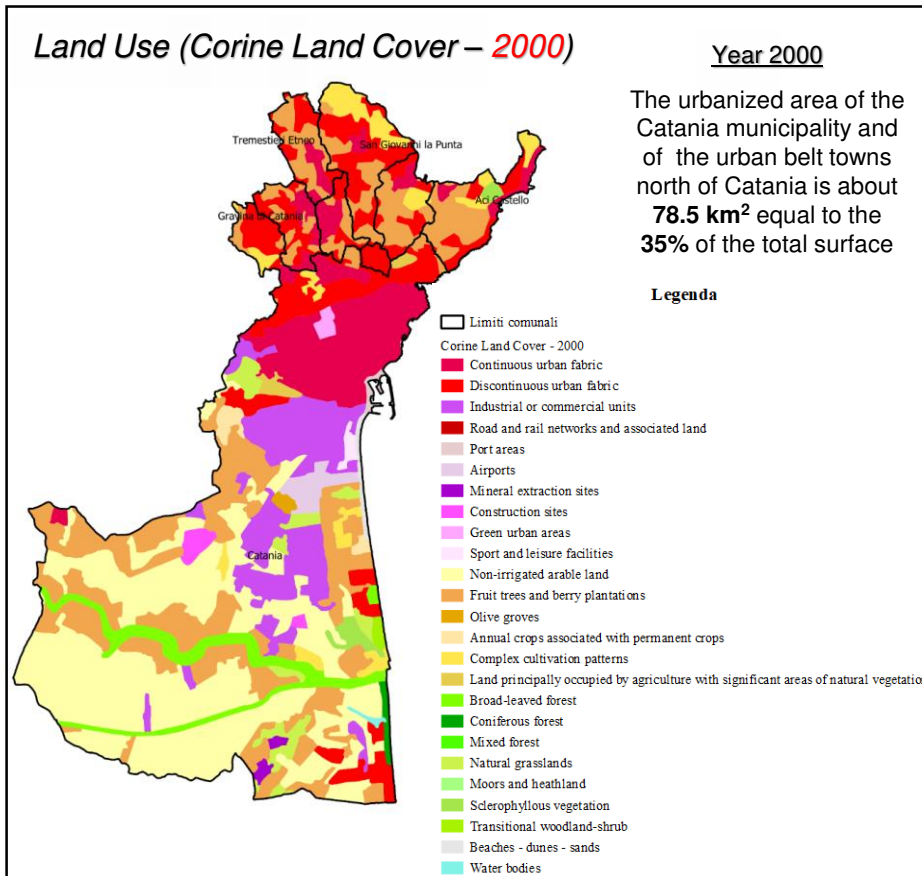 Land Use (Corine Land Cover – 2000)
Year 2000
The urbanized area of the
Catania municipality and
of the urban belt towns
north of Catania is about
78.5 km² equal to the
35% of the total surface
Tremestieri Etneo
San Giovanni la Punta
Gravina di Catania
Aci Castello
Catania
Legenda
Limiti comunali
Corine Land Cover - 2000
Continuous urban fabric
Discontinuous urban fabric
Industrial or commercial units
Road and rail networks and associated land
Port areas
Airports
Mineral extraction sites
Construction sites
Green urban areas
Sport and leisure facilities
Non-irrigated arable land
Fruit trees and berry plantations
Olive groves
Annual crops associated with permanent crops
Complex cultivation patterns
Land principally occupied by agriculture with significant areas of natural vegetation
Broad-leaved forest
Coniferous forest
Mixed forest
Natural grasslands
Moors and heathland
Sclerophyllous vegetation
Transitional woodland-shrub
Beaches - dunes - sands
Water bodies